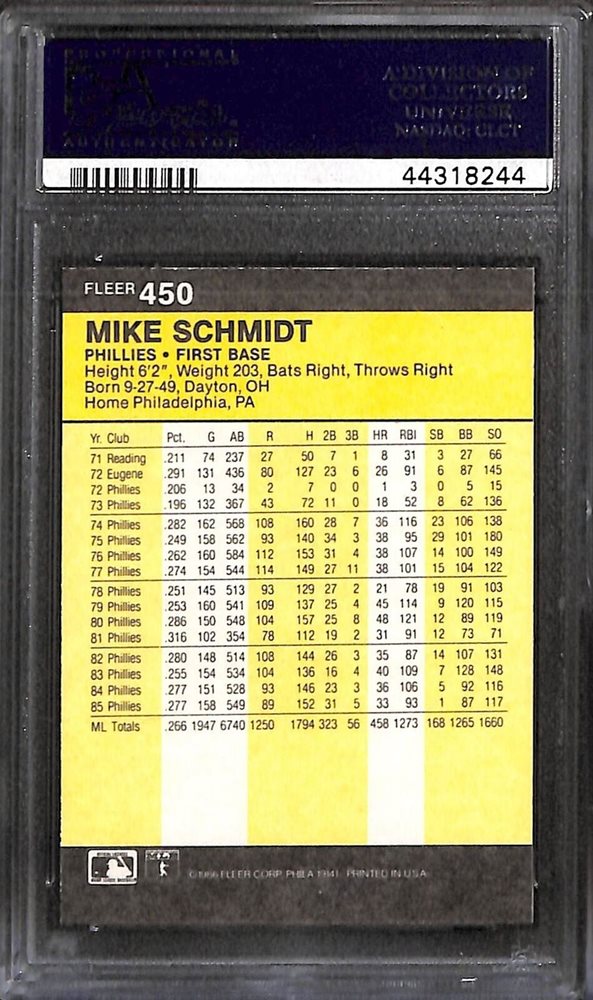 PROFESSIONAL
AUTHENTICATOR
A DIVISION OF
COLLECTORS
UNIVERSE
NASDAQ: CLCT
44318244
FLEER 450
MIKE SCHMIDT
PHILLIES • FIRST BASE
Height 6'2", Weight 203, Bats Right, Throws Right
Born 9-27-49, Dayton, OH
Home Philadelphia, PA
Yr. Club Pct. G AB R H 2B 3B HR RBI SB BB SO
71 Reading .211 74 237 27 50 7 1 8 31 3 27 66
72 Eugene .291 131 436 80 127 23 6 26 91 6 87 145
72 Phillies .206 13 34 2 7 0 0 1 3 0 5 15
73 Phillies .196 132 367 43 72 11 0 18 52 8 62 136
74 Phillies .282 162 568 108 160 28 7 36 116 23 106 138
75 Phillies .249 158 562 93 140 34 3 38 95 29 101 180
76 Phillies .262 160 584 112 153 31 4 38 107 14 100 149
77 Phillies .274 154 544 114 149 27 11 38 101 15 104 122
78 Phillies .251 145 513 93 129 27 2 21 78 19 91 103
79 Phillies .253 160 541 109 137 25 4 45 114 9 120 115
80 Phillies .286 150 548 104 157 25 8 48 121 12 89 119
81 Phillies .316 102 354 78 112 19 2 31 91 12 73 71
82 Phillies .280 148 514 108 144 26 3 35 87 14 107 131
83 Phillies .255 154 534 104 136 16 4 40 109 7 128 148
84 Phillies .277 151 528 93 146 23 3 36 106 5 92 116
85 Phillies .277 158 549 89 152 31 5 33 93 1 87 117
ML Totals .266 1947 6740 1250 1794 323 56 458 1273 168 1265 1660
©1986 FLEER CORP. PHILA 19141 PRINTED IN U.S.A.